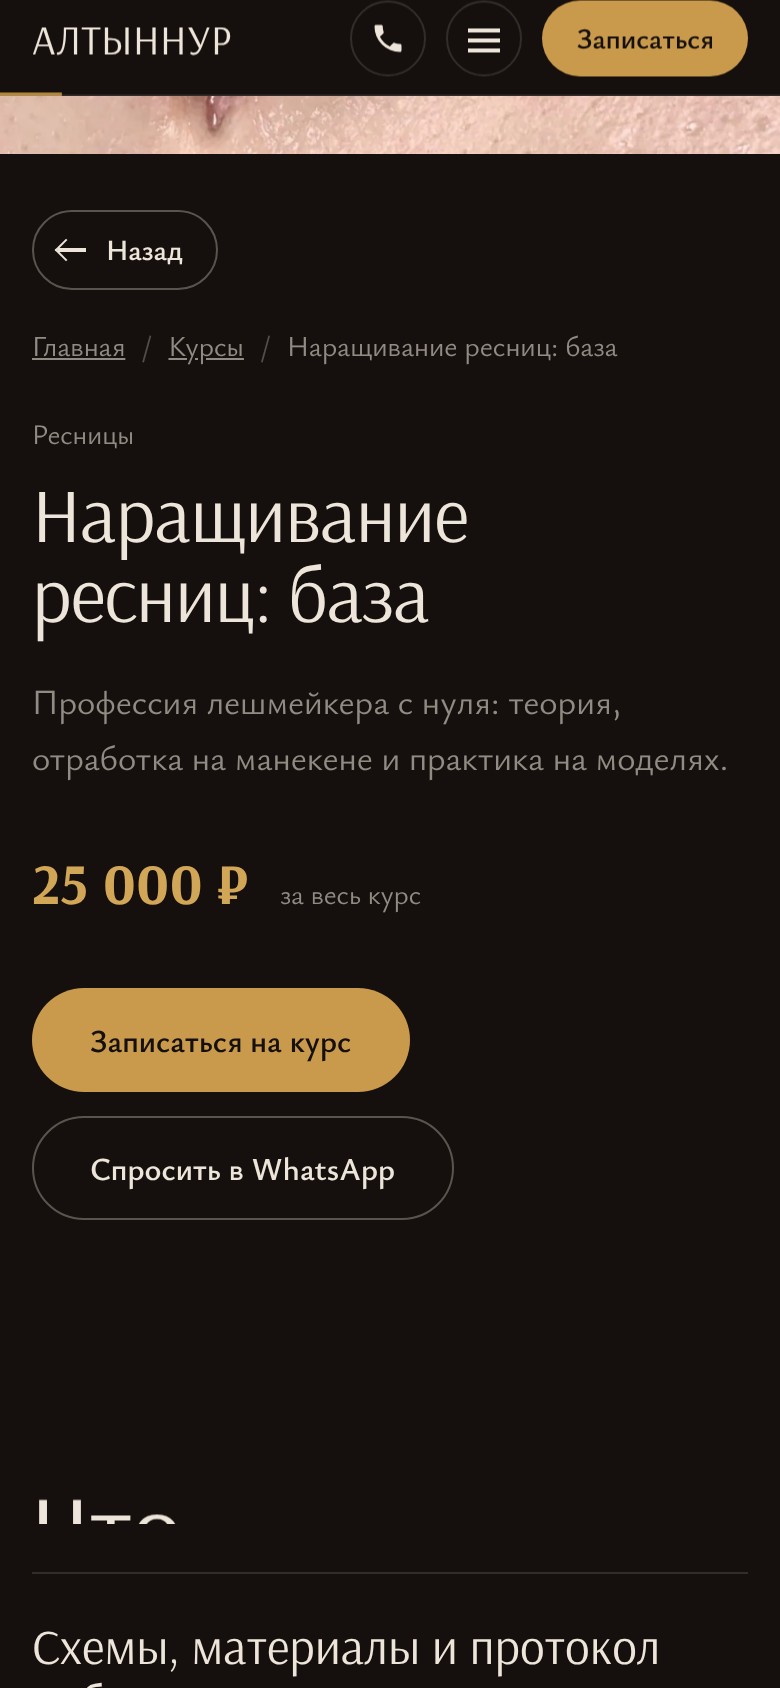 АЛТЫННУР
Записаться
Назад
Главная / Курсы / Наращивание ресниц: база
Ресницы
Наращивание
ресниц: база
Профессия лешмейкера с нуля: теория,
отработка на манекене и практика на моделях.
25 000 ₽ за весь курс
Записаться на курс
Спросить в WhatsApp
Что
Схемы, материалы и протокол